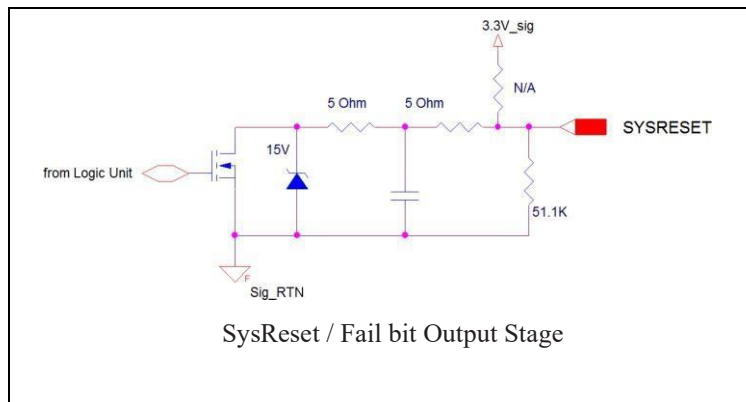 3.3V_sig
N/A
5 Ohm 5 Ohm
SYSRESET
15V
from Logic Unit
51.1K
F
Sig_RTN
SysReset / Fail bit Output Stage